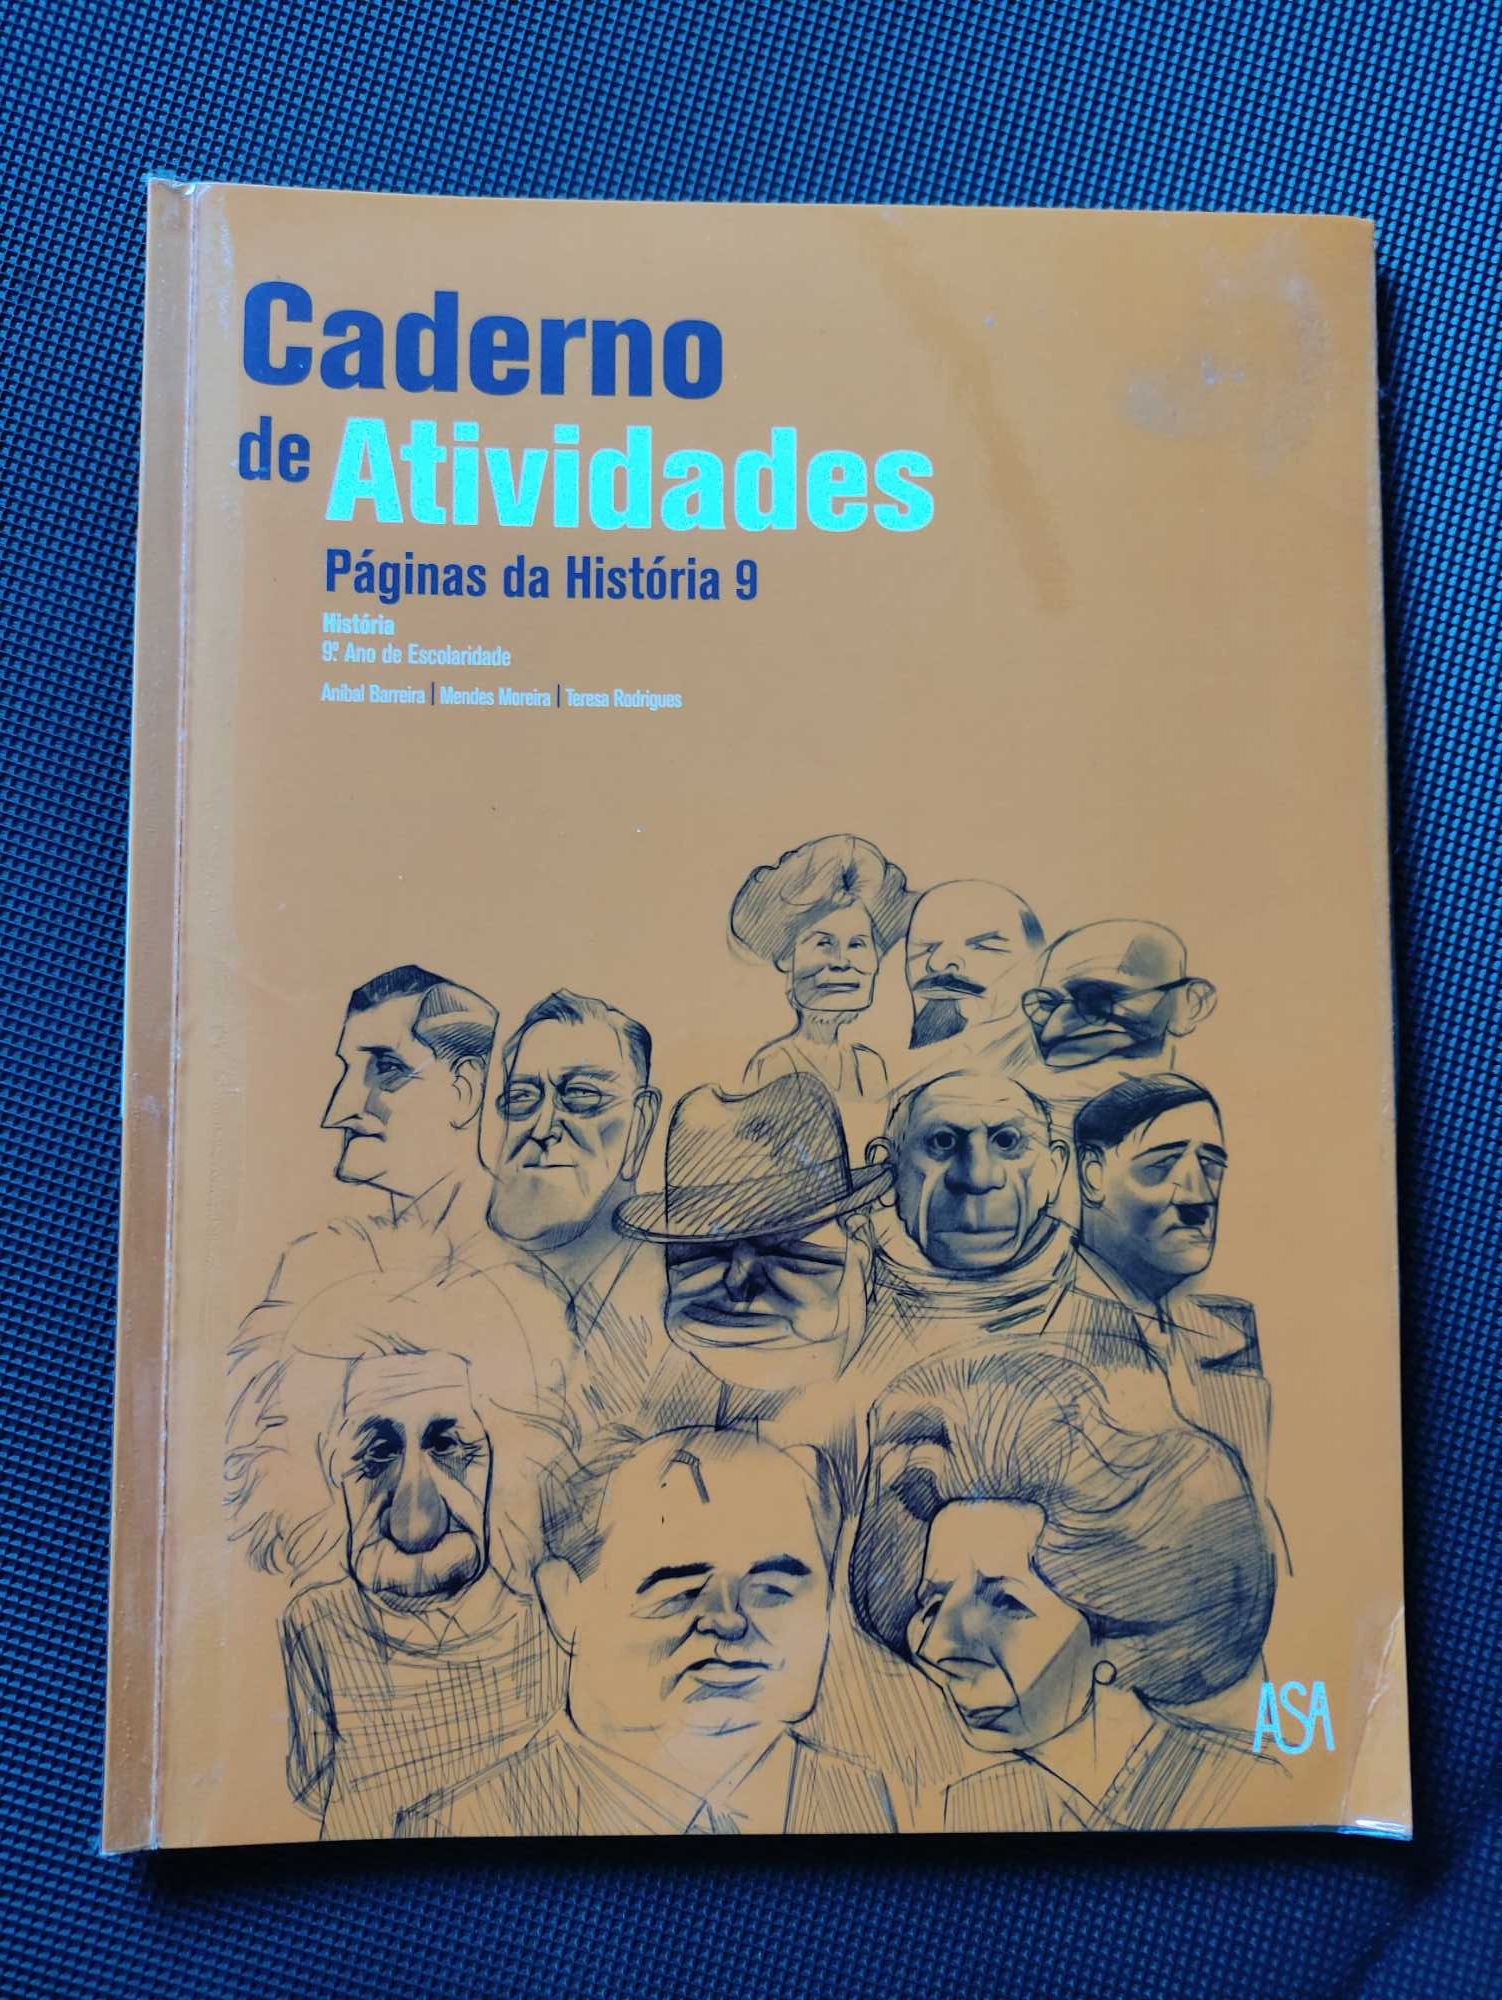 Caderno
de Atividades
Páginas da História 9
História
9.º Ano de Escolaridade
Aníbal Barreira | Mendes Moreira | Teresa Rodrigues
ASA